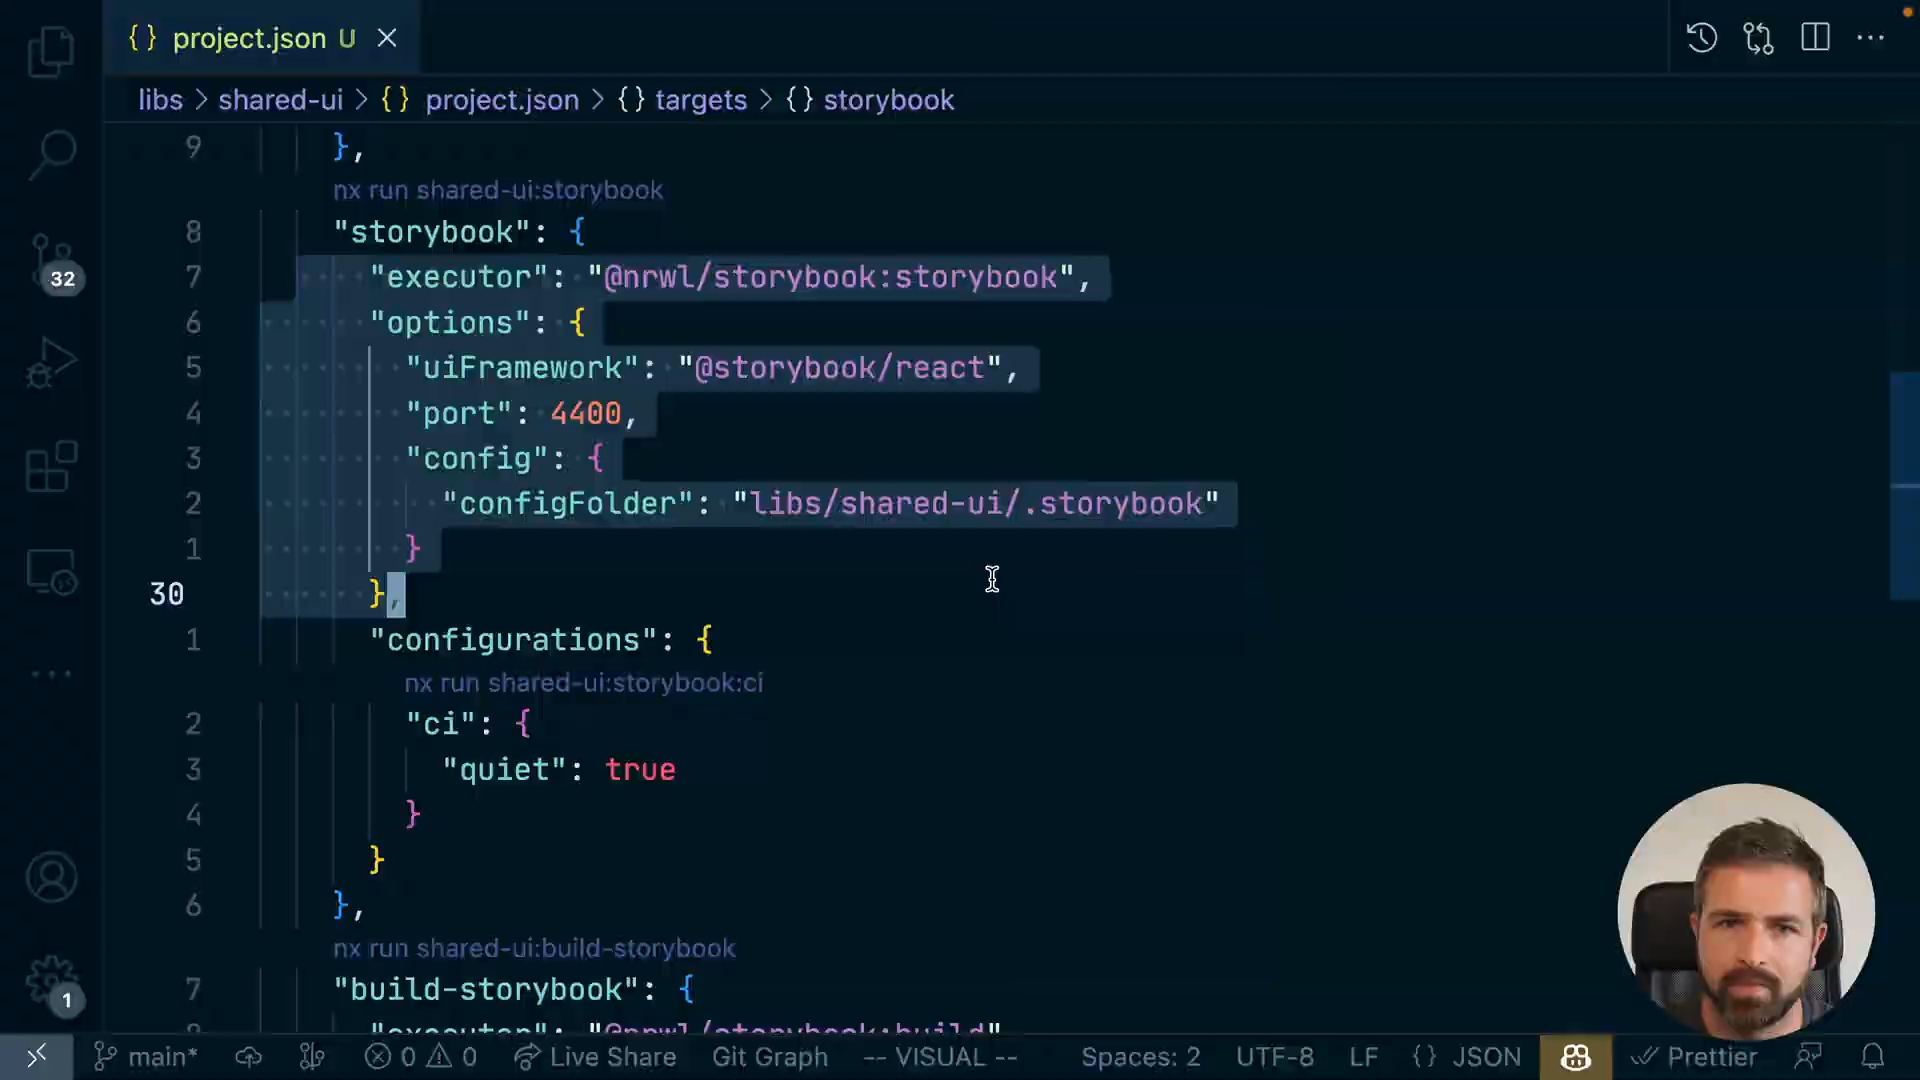 {} project.json U
libs > shared-ui > {} project.json > {} targets > {} storybook
9 },
nx run shared-ui:storybook
8 "storybook": {
7 "executor": "@nrwl/storybook:storybook",
6 "options": {
5 "uiFramework": "@storybook/react",
4 "port": 4400,
3 "config": {
2 "configFolder": "libs/shared-ui/.storybook"
1 }
30 },
1 "configurations": {
nx run shared-ui:storybook:ci
2 "ci": {
3 "quiet": true
4 }
5 }
6 },
nx run shared-ui:build-storybook
7 "build-storybook": {
"executor": "@nrwl/storybook:build"
32
1
main* 0 0 Live Share Git Graph -- VISUAL -- Spaces: 2 UTF-8 LF {} JSON Prettier